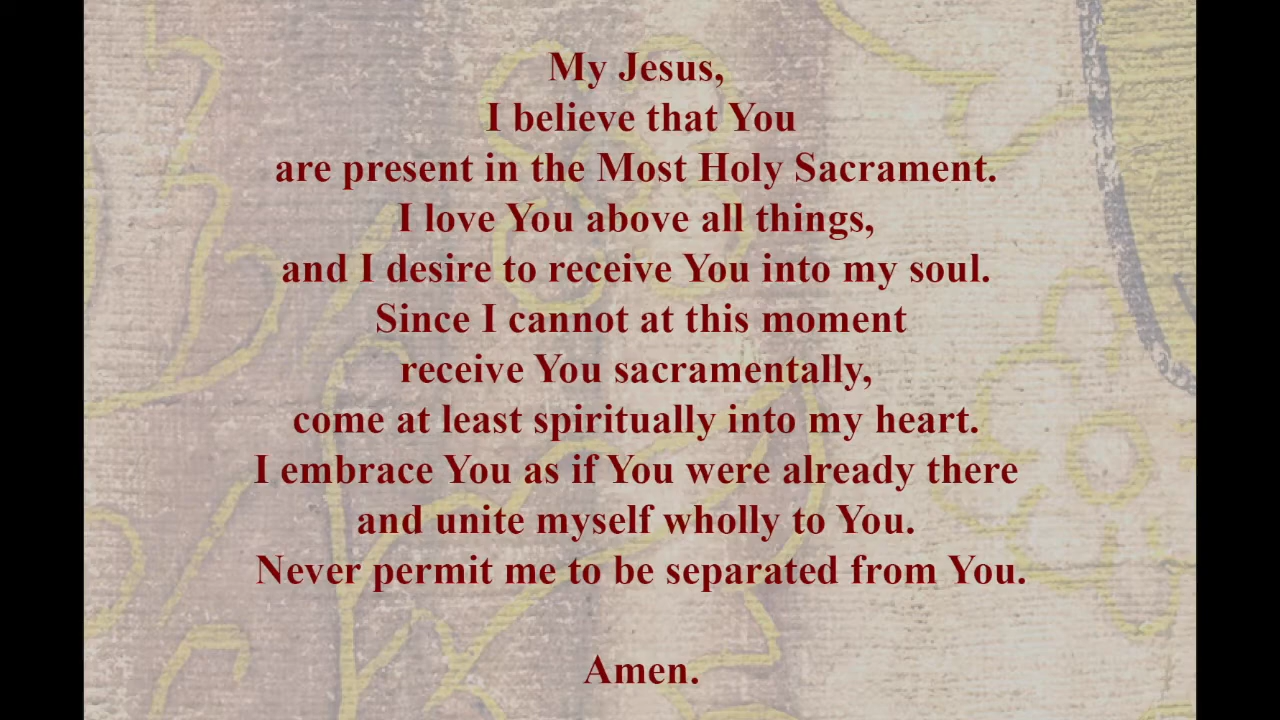 My Jesus,
I believe that You
are present in the Most Holy Sacrament.
I love You above all things,
and I desire to receive You into my soul.
Since I cannot at this moment
receive You sacramentally,
come at least spiritually into my heart.
I embrace You as if You were already there
and unite myself wholly to You.
Never permit me to be separated from You.
Amen.